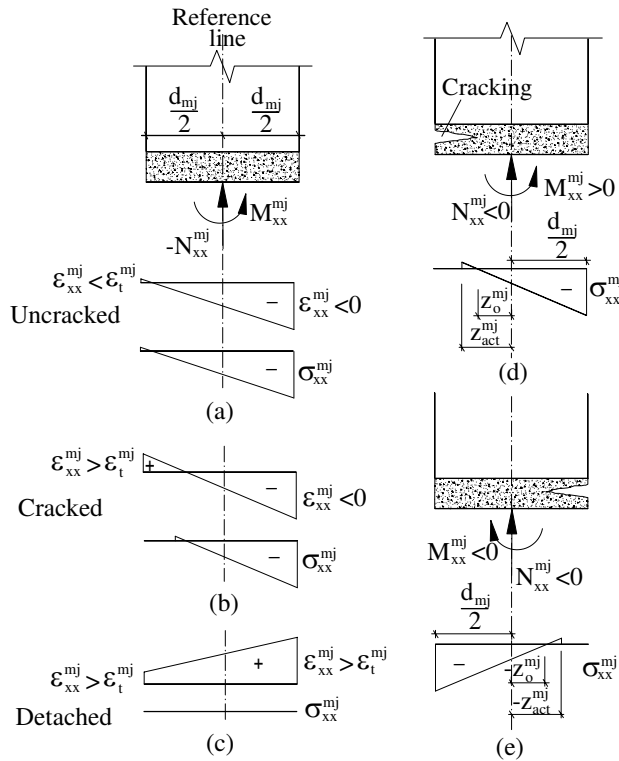 Reference
line
d_mj/2 d_mj/2
M_xx^mj
-N_xx^mj
ε_xx^mj < ε_t^mj
Uncracked
−
ε_xx^mj < 0
−
σ_xx^mj
(a)
ε_xx^mj > ε_t^mj
+
−
ε_xx^mj < 0
Cracked
−
σ_xx^mj
(b)
ε_xx^mj > ε_t^mj
+
ε_xx^mj > ε_t^mj
Detached
σ_xx^mj
(c)
Cracking
M_xx^mj > 0
N_xx^mj < 0
d_mj/2
−
σ_xx^m
z_o^mj
z_act^mj
(d)
M_xx^mj < 0
N_xx^mj < 0
d_mj/2
−
σ_xx^mj
-z_o^mj
-z_act^mj
(e)